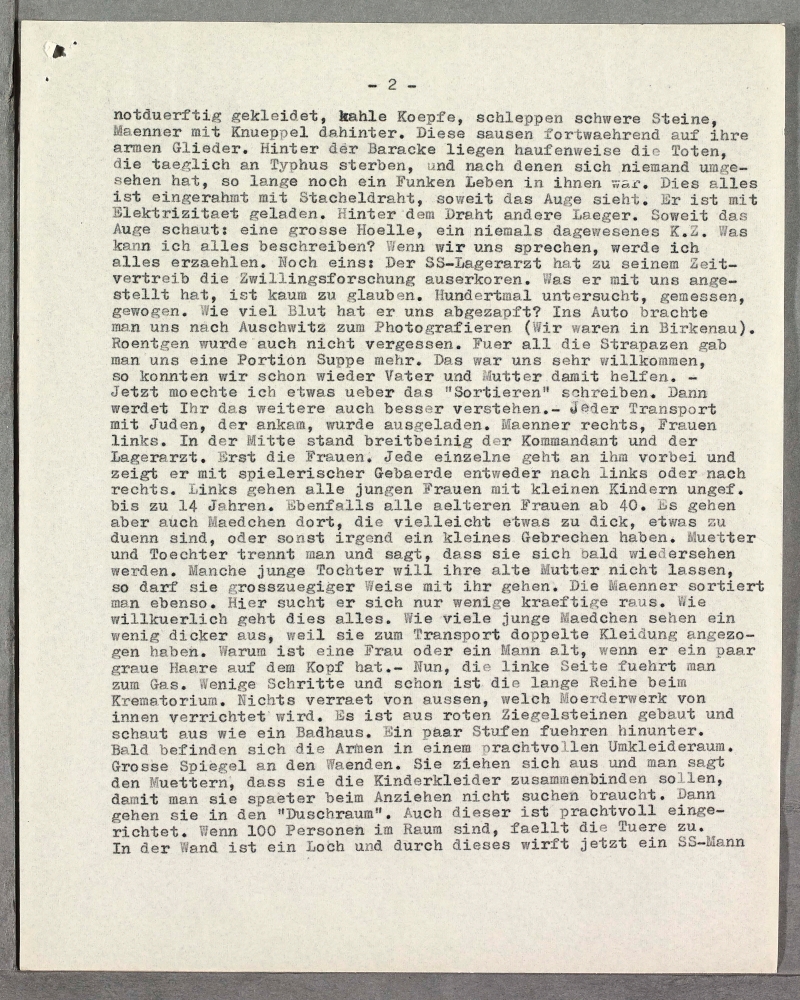 - 2 -
notduerftig gekleidet, kahle Koepfe, schleppen schwere Steine,
Maenner mit Knueppel dahinter. Diese sausen fortwaehrend auf ihre
armen Glieder. Hinter der Baracke liegen haufenweise die Toten,
die taeglich an Typhus sterben, und nach denen sich niemand umge-
sehen hat, so lange noch ein Funken Leben in ihnen war. Dies alles
ist eingerahmt mit Stacheldraht, soweit das Auge sieht. Er ist mit
Elektrizitaet geladen. Hinter dem Draht andere Laeger. Soweit das
Auge schaut: eine grosse Hoelle, ein niemals dagewesenes K.Z. Was
kann ich alles beschreiben? Wenn wir uns sprechen, werde ich
alles erzaehlen. Noch eins: Der SS-Lagerarzt hat zu seinem Zeit-
vertreib die Zwillingsforschung auserkoren. Was er mit uns ange-
stellt hat, ist kaum zu glauben. Hundertmal untersucht, gemessen,
gewogen. Wie viel Blut hat er uns abgezapft? Ins Auto brachte
man uns nach Auschwitz zum Photografieren (Wir waren in Birkenau).
Roentgen wurde auch nicht vergessen. Fuer all die Strapazen gab
man uns eine Portion Suppe mehr. Das war uns sehr willkommen,
so konnten wir schon wieder Vater und Mutter damit helfen. -
Jetzt moechte ich etwas ueber das "Sortieren" schreiben. Dann
werdet Ihr das weitere auch besser verstehen.- Jeder Transport
mit Juden, der ankam, wurde ausgeladen. Maenner rechts, Frauen
links. In der Mitte stand breitbeinig der Kommandant und der
Lagerarzt. Erst die Frauen. Jede einzelne geht an ihm vorbei und
zeigt er mit spielerischer Gebaerde entweder nach links oder nach
rechts. Links gehen alle jungen Frauen mit kleinen Kindern ungef.
bis zu 14 Jahren. Ebenfalls alle aelteren Frauen ab 40. Es gehen
aber auch Maedchen dort, die vielleicht etwas zu dick, etwas zu
duenn sind, oder sonst irgend ein kleines Gebrechen haben. Muetter
und Toechter trennt man und sagt, dass sie sich bald wiedersehen
werden. Manche junge Tochter will ihre alte Mutter nicht lassen,
so darf sie grosszuegiger Weise mit ihr gehen. Die Maenner sortiert
man ebenso. Hier sucht er sich nur wenige kraeftige raus. Wie
willkuerlich geht dies alles. Wie viele junge Maedchen sehen ein
wenig dicker aus, weil sie zum Transport doppelte Kleidung angezo-
gen haben. Warum ist eine Frau oder ein Mann alt, wenn er ein paar
graue Haare auf dem Kopf hat.- Nun, die linke Seite fuehrt man
zum Gas. Wenige Schritte und schon ist die lange Reihe beim
Krematorium. Nichts verraet von aussen, welch Moerderwerk von
innen verrichtet wird. Es ist aus roten Ziegelsteinen gebaut und
schaut aus wie ein Badhaus. Ein paar Stufen fuehren hinunter.
Bald befinden sich die Armen in einem prachtvollen Umkleideraum.
Grosse Spiegel an den Waenden. Sie ziehen sich aus und man sagt
den Muettern, dass sie die Kinderkleider zusammenbinden sollen,
damit man sie spaeter beim Anziehen nicht suchen braucht. Dann
gehen sie in den "Duschraum". Auch dieser ist prachtvoll einge-
richtet. Wenn 100 Personen im Raum sind, faellt die Tuere zu.
In der Wand ist ein Loch und durch dieses wirft jetzt ein SS-Mann